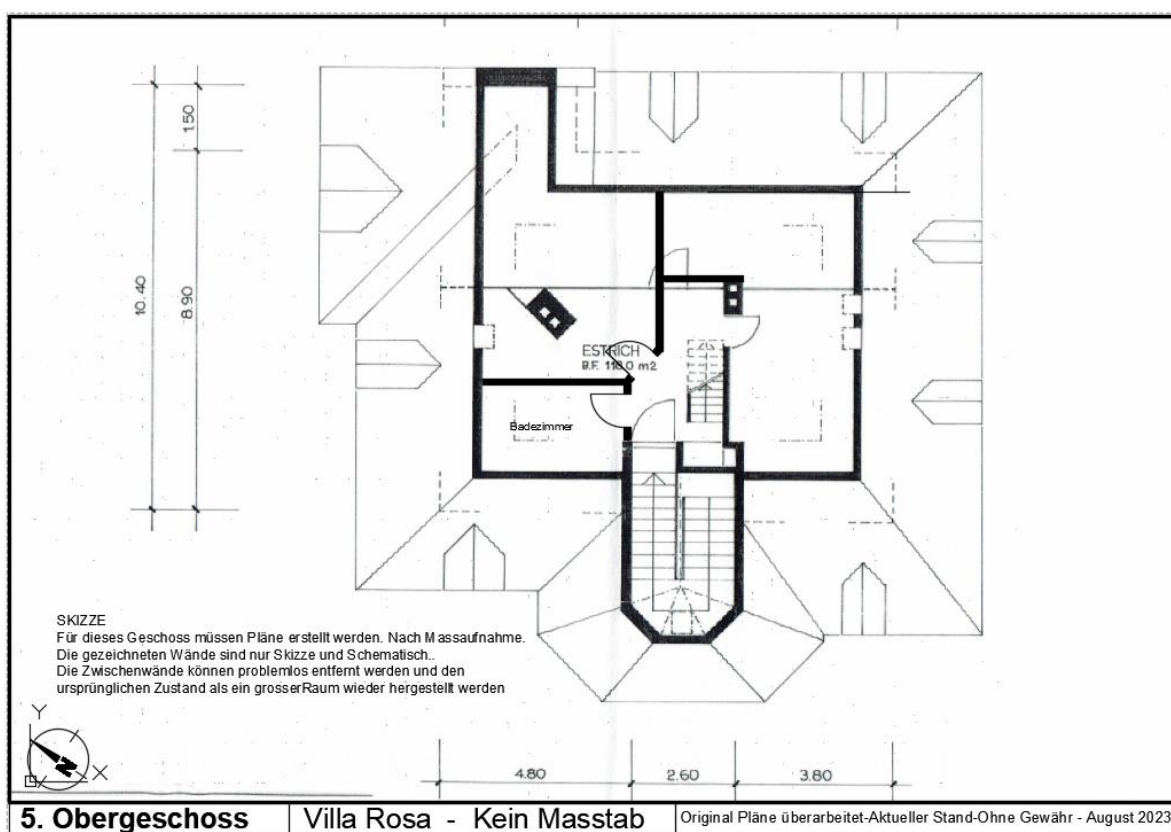 1.50
10.40
8.90
ESTRICH
B.F. 118.0 m2
Badezimmer
SKIZZE
Für dieses Geschoss müssen Pläne erstellt werden. Nach Massaufnahme.
Die gezeichneten Wände sind nur Skizze und Schematisch..
Die Zwischenwände können problemlos entfernt werden und den
ursprünglichen Zustand als ein grosserRaum wieder hergestellt werden
Y
N
X
4.80
2.60
3.80
5. Obergeschoss
Villa Rosa - Kein Masstab
Original Pläne überarbeitet-Aktueller Stand-Ohne Gewähr - August 2023